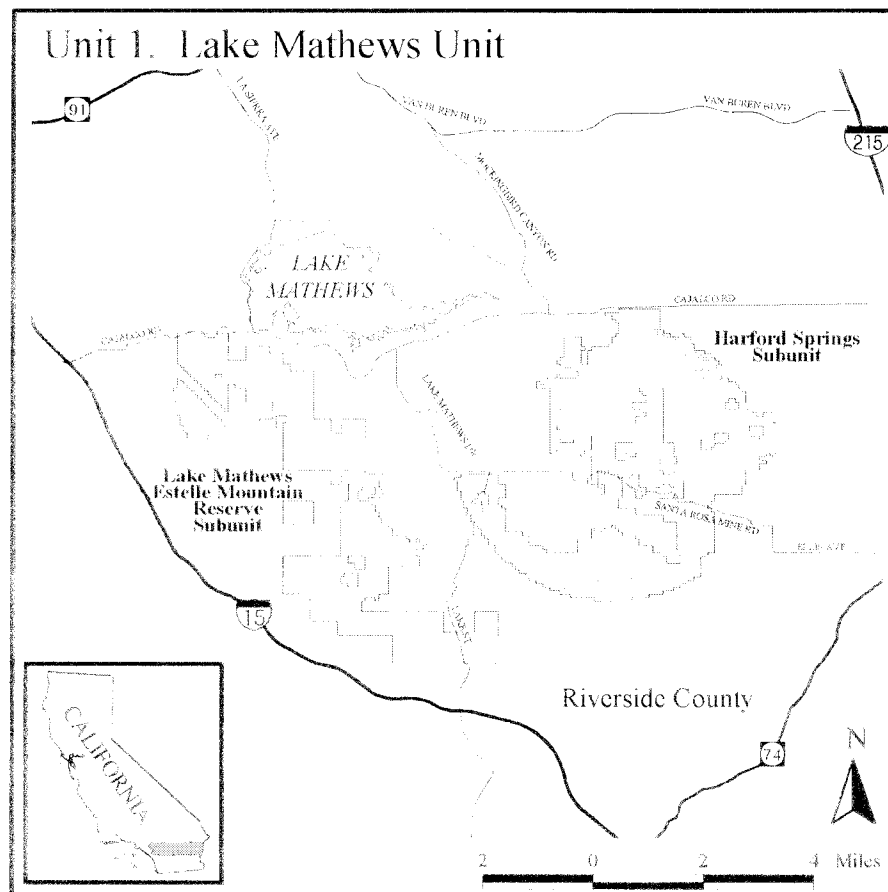 Unit 1. Lake Mathews Unit
91
LA SIERRA AVE
VAN BUREN BLVD
VAN BUREN BLVD
215
MOCKINGBIRD CANYON RD
LAKE
MATHEWS
CAJALCO RD
CAJALCO RD
Harford Springs
Subunit
LAKE MATHEWS DR
Lake Mathews
Estelle Mountain
Reserve
Subunit
SANTA ROSA MINE RD
15
LAKE ST
Riverside County
74
N
CALIFORNIA
2 0 2 4 Miles